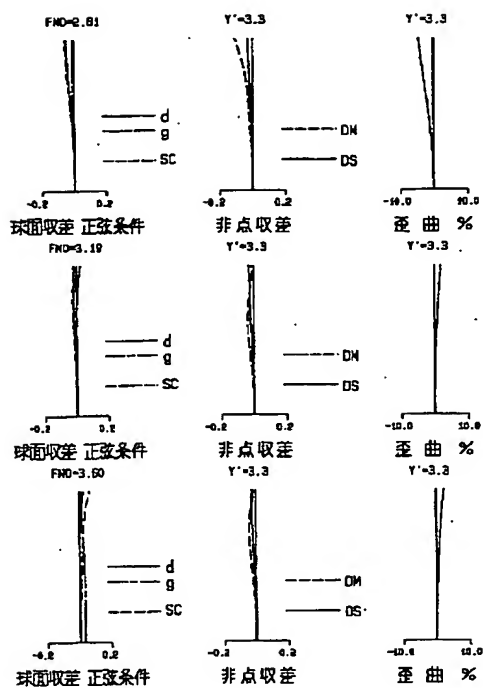 FNO=2.81 Y'=3.3 Y'=3.3
d
g
SC
DM
DS
-0.2 0.2 -0.2 0.2 -10.0 10.0
球面収差 正弦条件 非点収差 歪曲 %
FNO=3.19 Y'=3.3 Y'=3.3
d
g
SC
DM
DS
-0.2 0.2 -0.2 0.2 -10.0 10.0
球面収差 正弦条件 非点収差 歪曲 %
FNO=3.60 Y'=3.3 Y'=3.3
d
g
SC
DM
DS
-0.2 0.2 -0.2 0.2 -10.0 10.0
球面収差 正弦条件 非点収差 歪曲 %